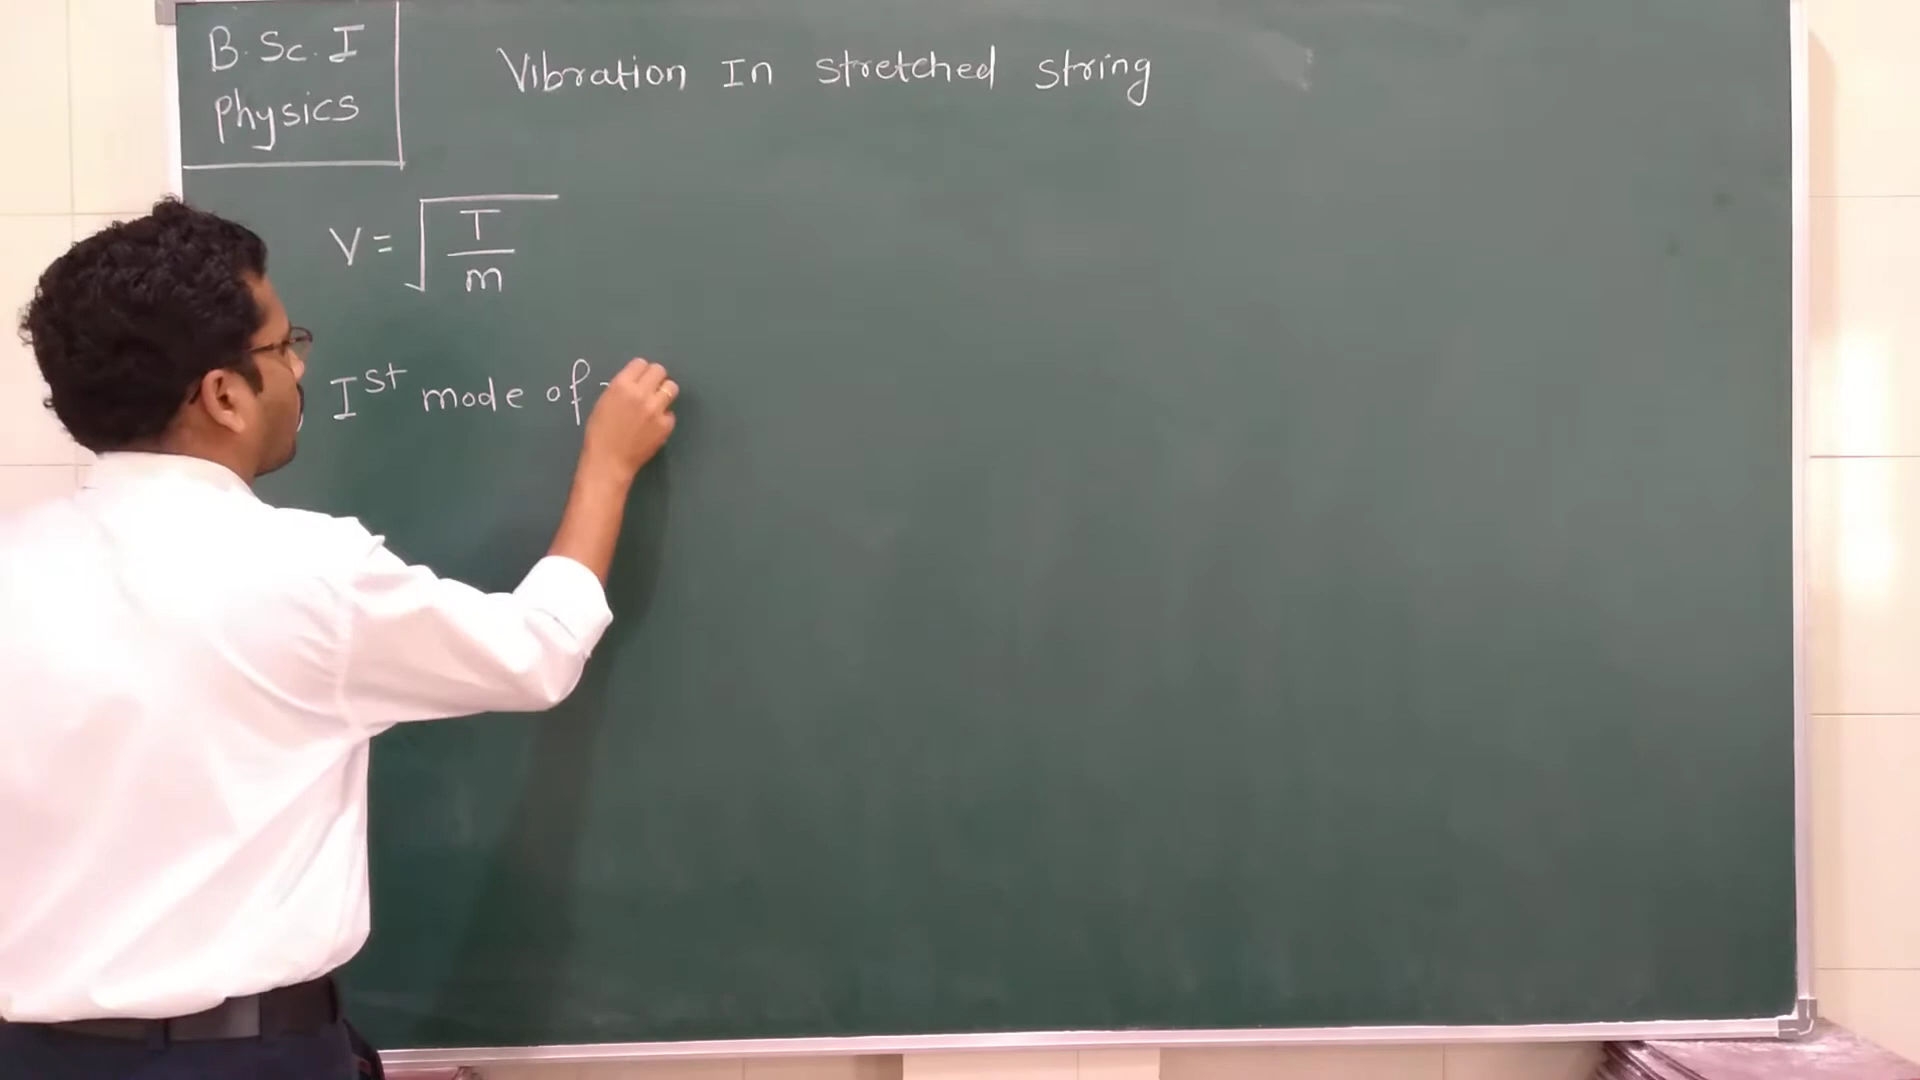 B.Sc. I
Physics
Vibration In stretched string
V = √(T/m)
Ist mode of